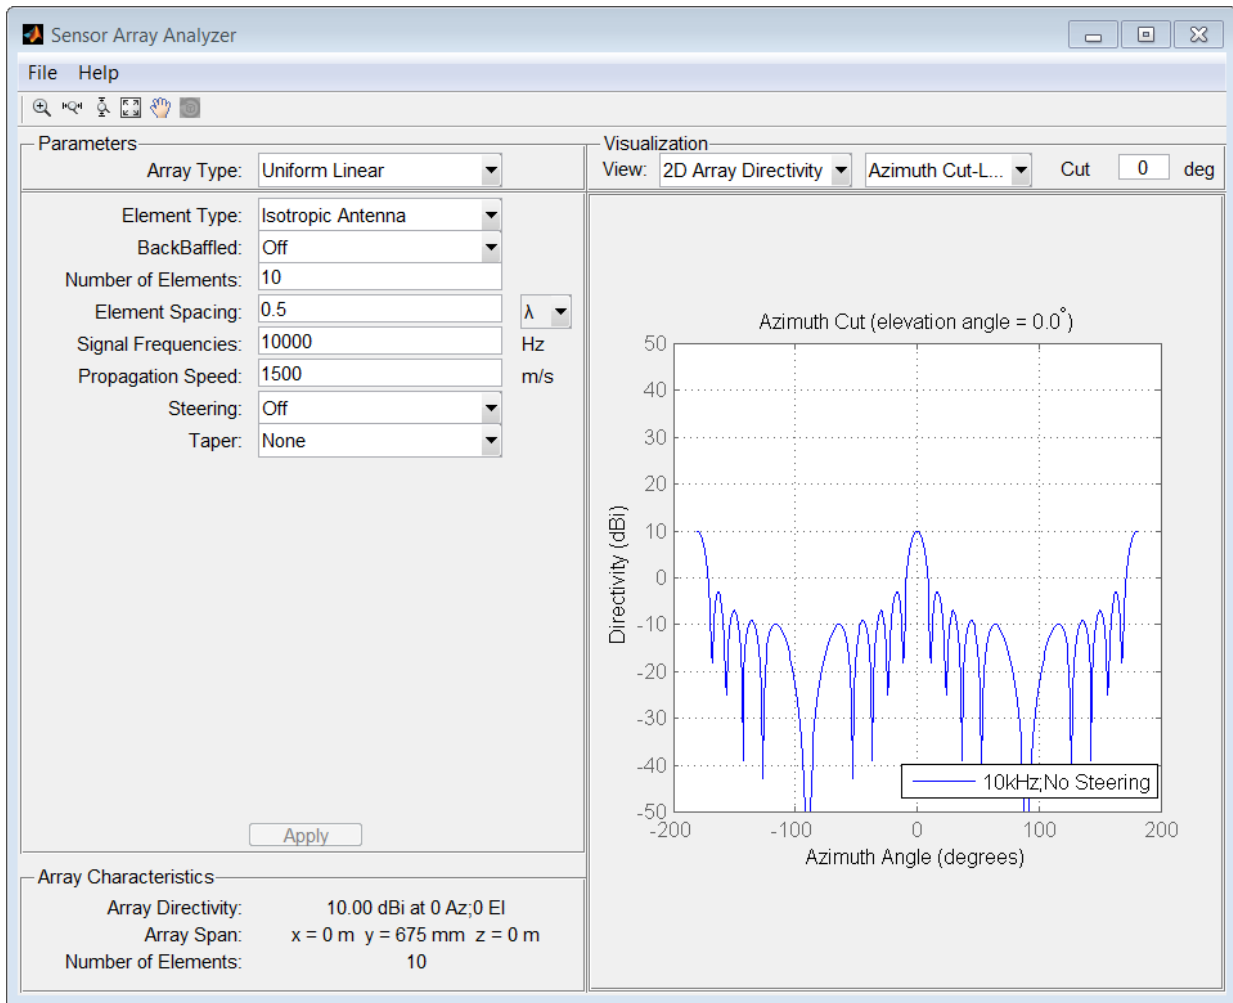 Sensor Array Analyzer
File Help
Parameters
Array Type: Uniform Linear
Element Type: Isotropic Antenna
BackBaffled: Off
Number of Elements: 10
Element Spacing: 0.5 λ
Signal Frequencies: 10000 Hz
Propagation Speed: 1500 m/s
Steering: Off
Taper: None
Apply
Array Characteristics
Array Directivity: 10.00 dBi at 0 Az;0 El
Array Span: x = 0 m y = 675 mm z = 0 m
Number of Elements: 10
Visualization
View: 2D Array Directivity Azimuth Cut-L... Cut 0 deg
Azimuth Cut (elevation angle = 0.0°)
Directivity (dBi)
50
40
30
20
10
0
-10
-20
-30
-40
-50
10kHz;No Steering
-200 -100 0 100 200
Azimuth Angle (degrees)